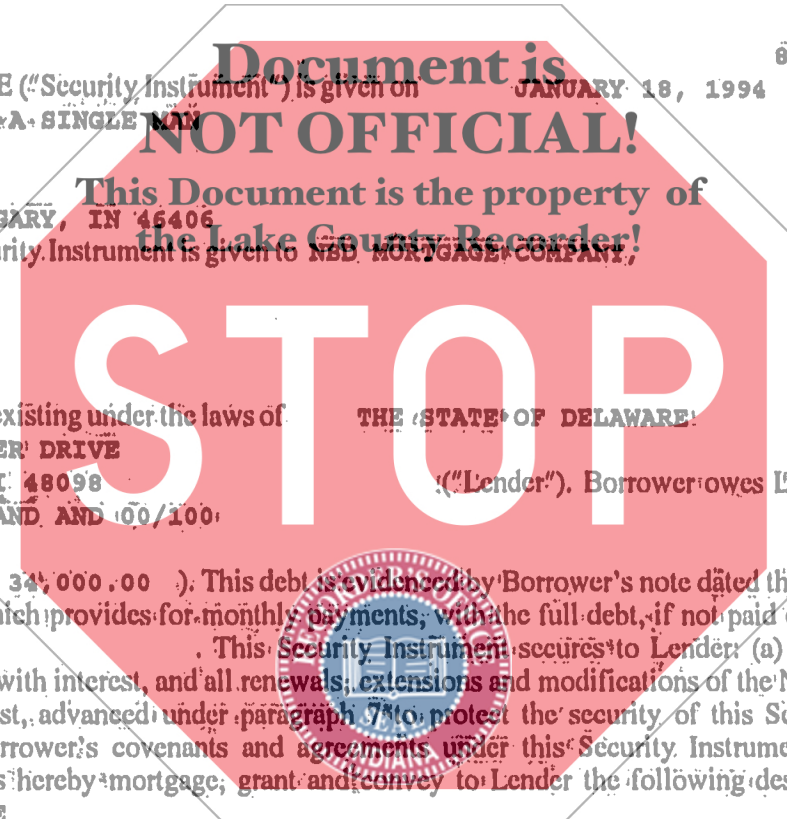 Document is
8
E ("Security Instrument") is given on JANUARY 18, 1994
A SINGLE MAN
NOT OFFICIAL!
This Document is the property of
GARY, IN 46406
the Lake County Recorder!
rity Instrument is given to NBD MORTGAGE COMPANY,
STOP
existing under the laws of THE STATE OF DELAWARE
ER DRIVE
I 48098 ("Lender"). Borrower owes L
AND AND 00/100
34,000.00 ). This debt is evidenced by Borrower's note dated th
ich provides for monthly payments, with the full debt, if not paid
. This Security Instrument secures to Lender: (a)
with interest, and all renewals, extensions and modifications of the N
st, advanced under paragraph 7 to protect the security of this Se
rrower's covenants and agreements under this Security Instrume
s hereby mortgage, grant and convey to Lender the following des
RECORDER'S OFFICE
SEAL
INDIANA